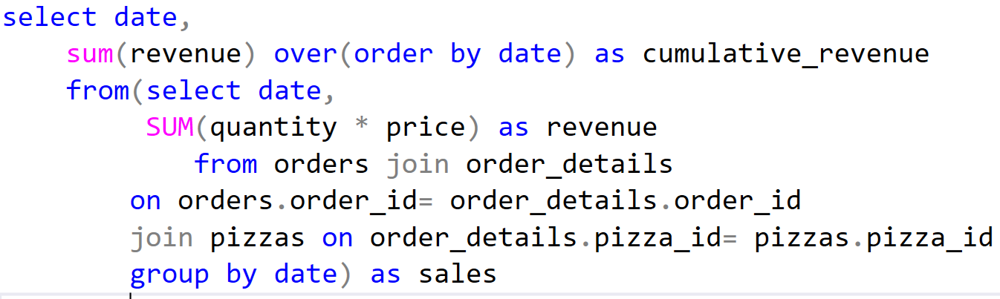 select date,
sum(revenue) over(order by date) as cumulative_revenue
from(select date,
SUM(quantity * price) as revenue
from orders join order_details
on orders.order_id= order_details.order_id
join pizzas on order_details.pizza_id= pizzas.pizza_id
group by date) as sales